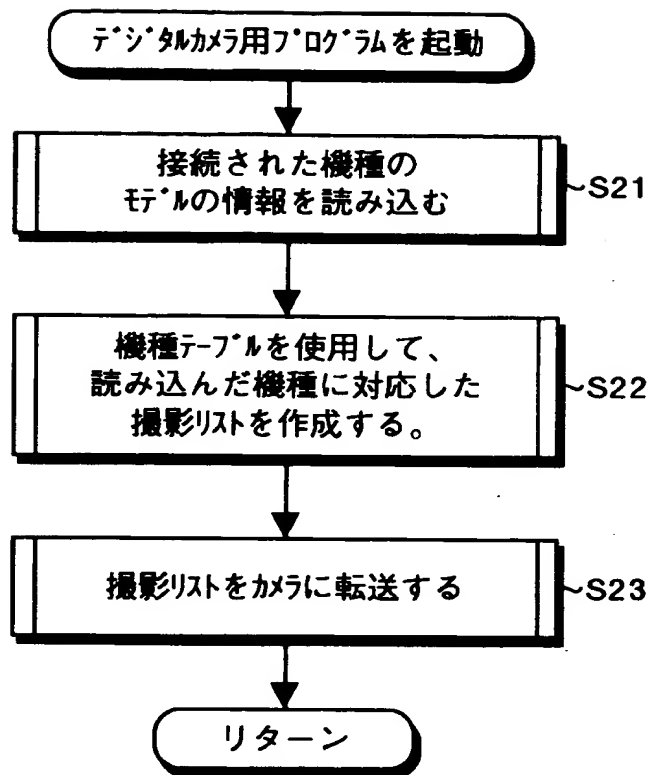 ﾃﾞｼﾞﾀﾙｶﾒﾗ用ﾌﾟﾛｸﾞﾗﾑを起動
接続された機種の
ﾓﾃﾞﾙの情報を読み込む
S21
機種ﾃｰﾌﾞﾙを使用して、
読み込んだ機種に対応した
撮影ﾘｽﾄを作成する。
S22
撮影ﾘｽﾄをｶﾒﾗに転送する
S23
リターン